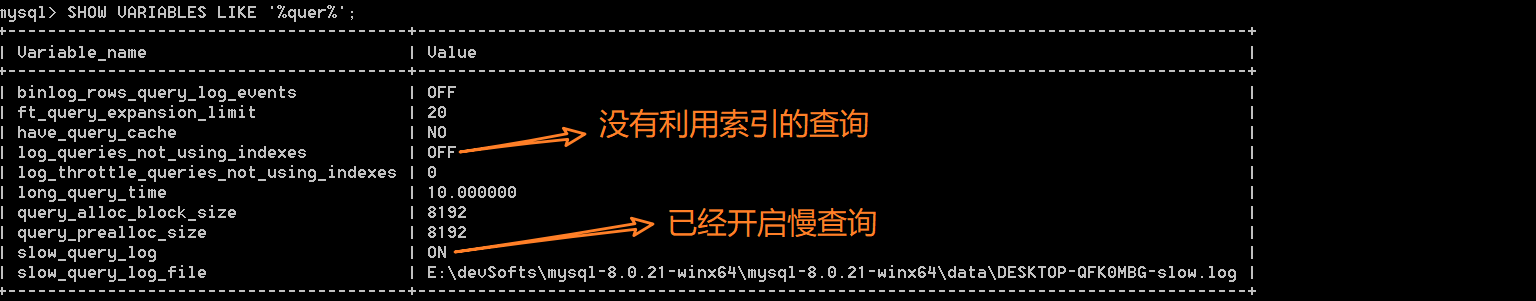 mysql> SHOW VARIABLES LIKE '%quer%';
| Variable_name | Value |
| binlog_rows_query_log_events | OFF |
| ft_query_expansion_limit | 20 |
| have_query_cache | NO |
没有利用索引的查询
| log_queries_not_using_indexes | OFF |
| log_throttle_queries_not_using_indexes | 0 |
| long_query_time | 10.000000 |
| query_alloc_block_size | 8192 |
已经开启慢查询
| query_prealloc_size | 8192 |
| slow_query_log | ON |
| slow_query_log_file | E:\devSofts\mysql-8.0.21-winx64\mysql-8.0.21-winx64\data\DESKTOP-QFK0MBG-slow.log |